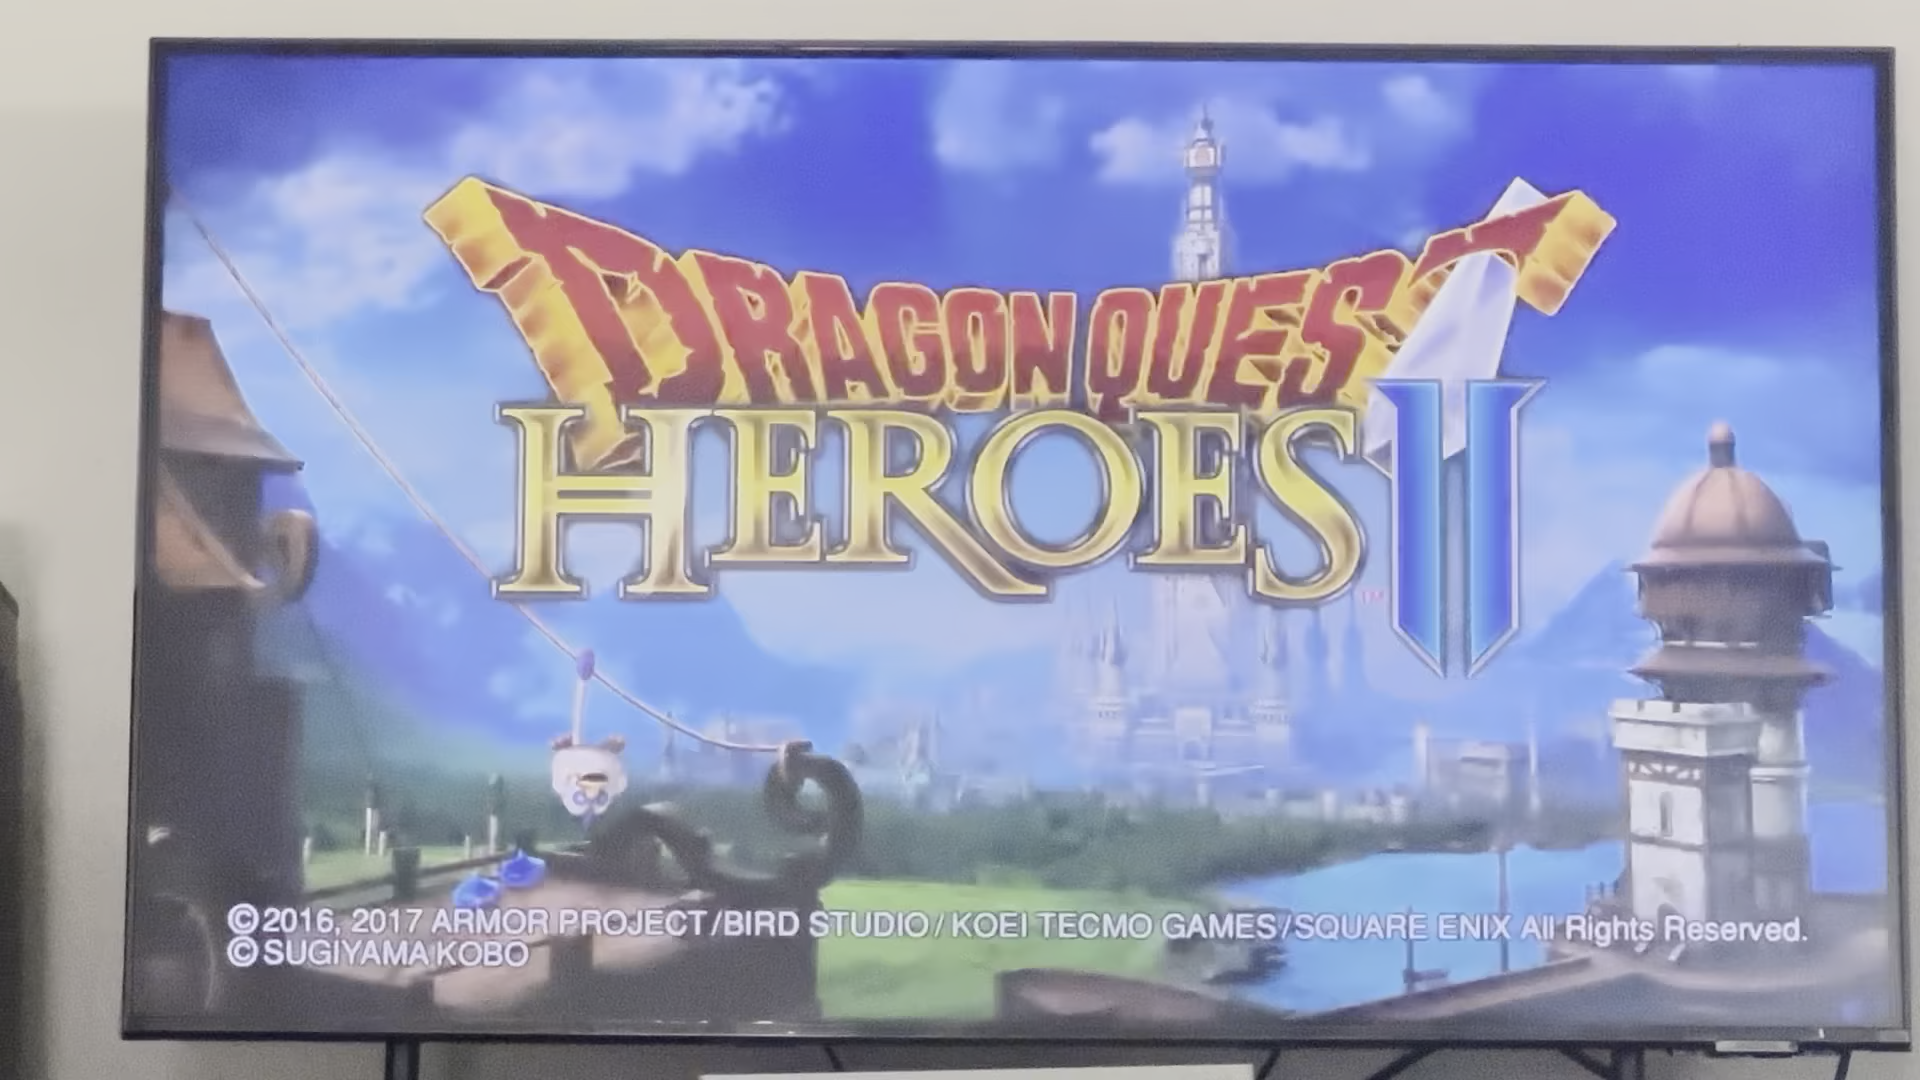 DRAGON QUEST
HEROES II
TM
©2016, 2017 ARMOR PROJECT/BIRD STUDIO/KOEI TECMO GAMES/SQUARE ENIX All Rights Reserved.
©SUGIYAMA KOBO